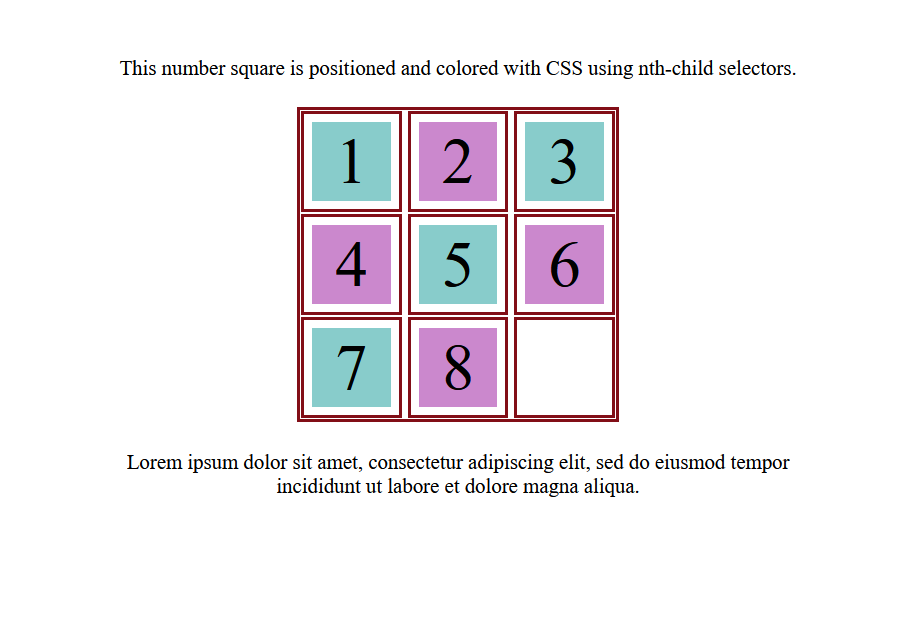 This number square is positioned and colored with CSS using nth-child selectors.
1 2 3
4 5 6
7 8
Lorem ipsum dolor sit amet, consectetur adipiscing elit, sed do eiusmod tempor
incididunt ut labore et dolore magna aliqua.